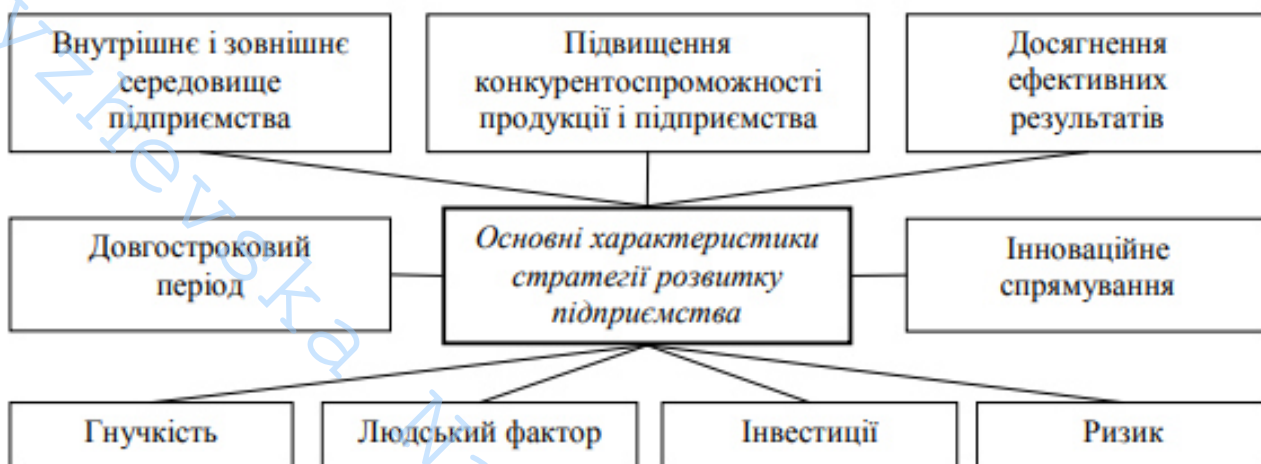 Внутрішнє і зовнішнє
середовище
підприємства
Підвищення
конкурентоспроможності
продукції і підприємства
Досягнення
ефективних
результатів
Довгостроковий
період
Основні характеристики
стратегії розвитку
підприємства
Інноваційне
спрямування
Гнучкість
Людський фактор
Інвестиції
Ризик